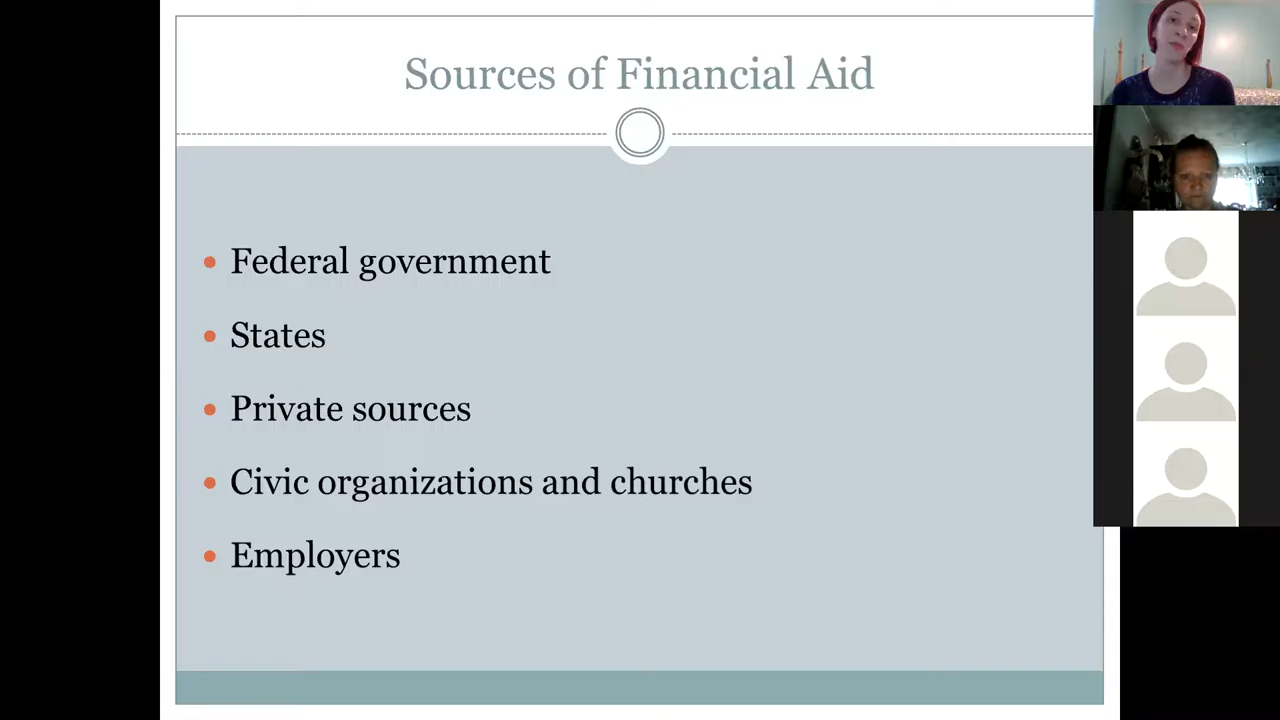 Sources of Financial Aid
Federal government
States
Private sources
Civic organizations and churches
Employers